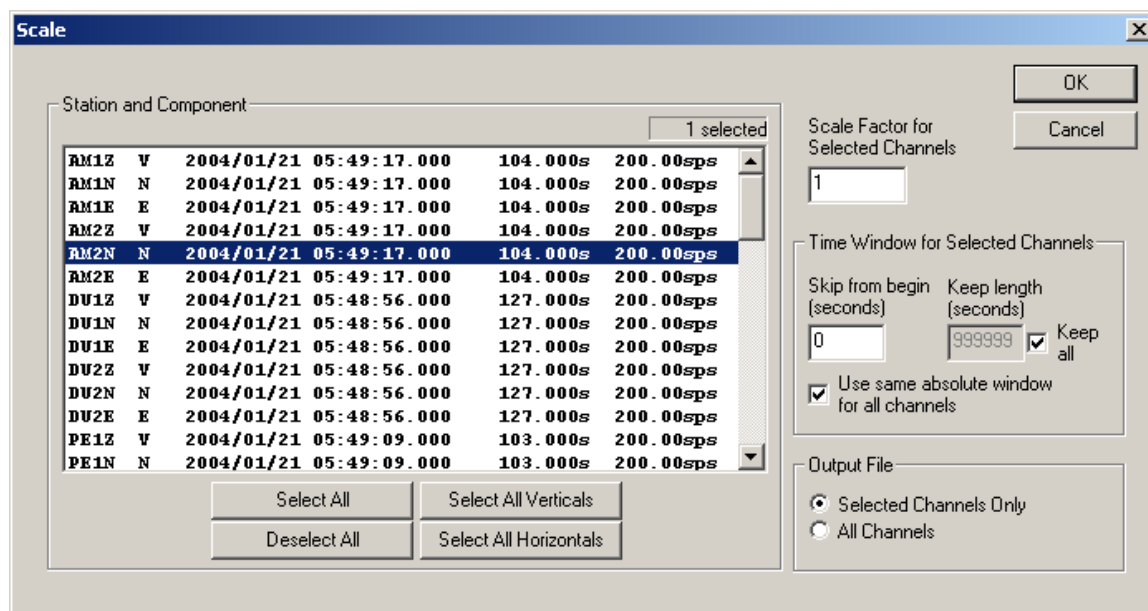 Scale
Station and Component
1 selected
AM1Z V 2004/01/21 05:49:17.000 104.000s 200.00sps
AM1N N 2004/01/21 05:49:17.000 104.000s 200.00sps
AM1E E 2004/01/21 05:49:17.000 104.000s 200.00sps
AM2Z V 2004/01/21 05:49:17.000 104.000s 200.00sps
AM2N N 2004/01/21 05:49:17.000 104.000s 200.00sps
AM2E E 2004/01/21 05:49:17.000 104.000s 200.00sps
DU1Z V 2004/01/21 05:48:56.000 127.000s 200.00sps
DU1N N 2004/01/21 05:48:56.000 127.000s 200.00sps
DU1E E 2004/01/21 05:48:56.000 127.000s 200.00sps
DU2Z V 2004/01/21 05:48:56.000 127.000s 200.00sps
DU2N N 2004/01/21 05:48:56.000 127.000s 200.00sps
DU2E E 2004/01/21 05:48:56.000 127.000s 200.00sps
PE1Z V 2004/01/21 05:49:09.000 103.000s 200.00sps
PE1N N 2004/01/21 05:49:09.000 103.000s 200.00sps
Select All
Select All Verticals
Deselect All
Select All Horizontals
OK
Cancel
Scale Factor for
Selected Channels
1
Time Window for Selected Channels
Skip from begin
(seconds)
0
Keep length
(seconds)
999999
Keep
all
Use same absolute window
for all channels
Output File
Selected Channels Only
All Channels